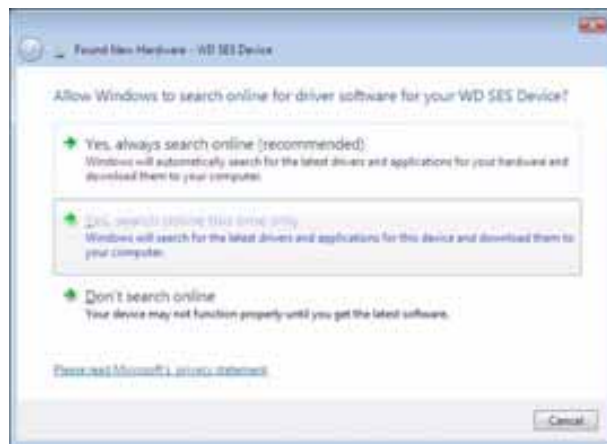 Found New Hardware - WD SES Device
Allow Windows to search online for driver software for your WD SES Device?
Yes, always search online (recommended)
Windows will automatically search for the latest drivers and applications for your hardware and
download them to your computer.
Yes, search online this time only
Windows will search for the latest drivers and applications for this device and download them to
your computer.
Don't search online
Your device may not function properly until you get the latest software.
Please read Microsoft's privacy statement
Cancel